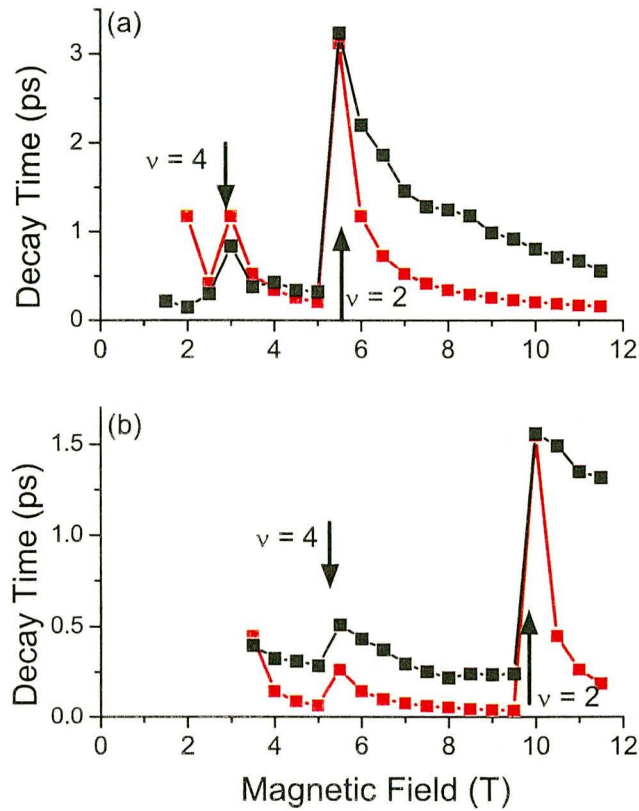 (a)
Decay Time (ps)
3
2
1
0
ν = 4
ν = 2
0 2 4 6 8 10 12
(b)
Decay Time (ps)
1.5
1.0
0.5
0.0
ν = 4
ν = 2
0 2 4 6 8 10 12
Magnetic Field (T)